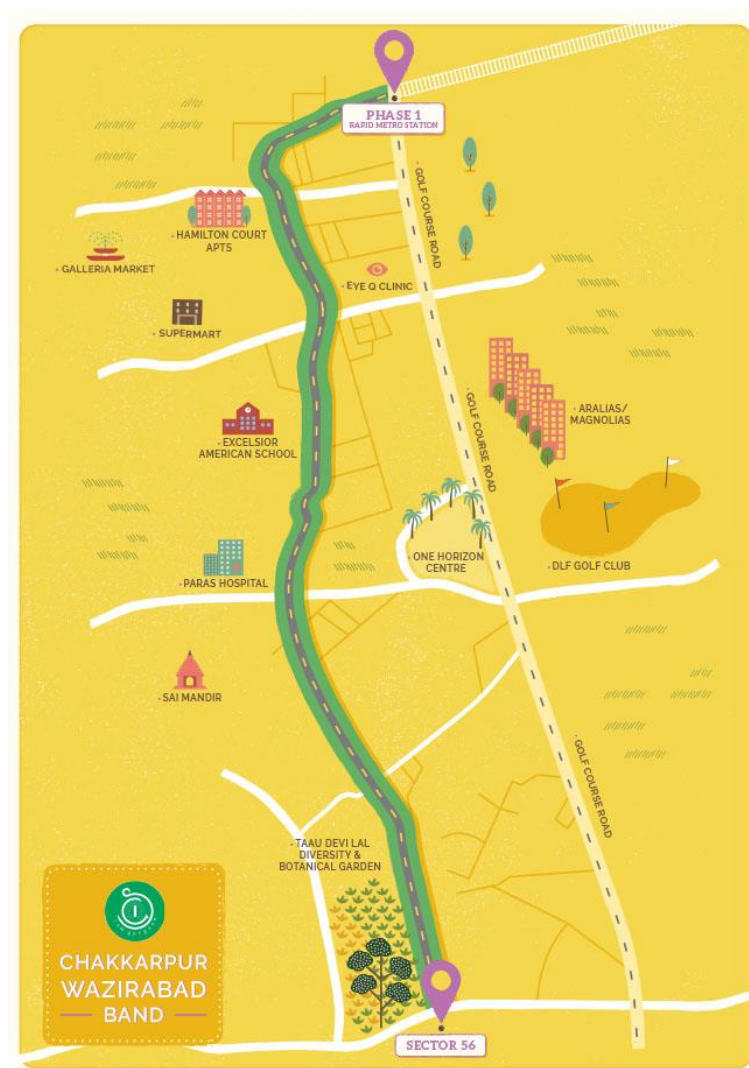 PHASE 1
RAPID METRO STATION
GOLF COURSE ROAD
HAMILTON COURT
APTS
GALLERIA MARKET
EYE Q CLINIC
SUPERMART
GOLF COURSE ROAD
ARALIAS/
MAGNOLIAS
EXCELSIOR
AMERICAN SCHOOL
ONE HORIZON
CENTRE
DLF GOLF CLUB
PARAS HOSPITAL
SAI MANDIR
GOLF COURSE ROAD
TAAU DEVI LAL
DIVERSITY &
BOTANICAL GARDEN
CHAKKARPUR
WAZIRABAD
BAND
SECTOR 56